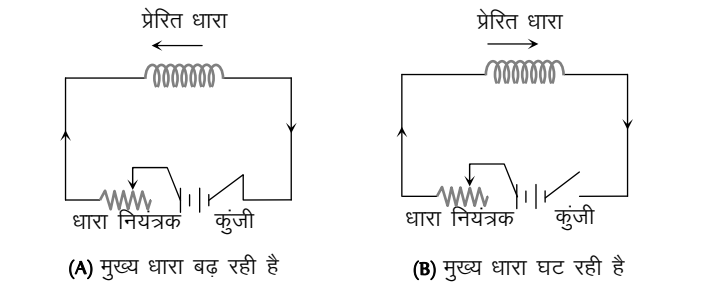 प्रेरित धारा
धारा नियंत्रक
कुंजी
(A) मुख्य धारा बढ़ रही है
प्रेरित धारा
धारा नियंत्रक
कुंजी
(B) मुख्य धारा घट रही है